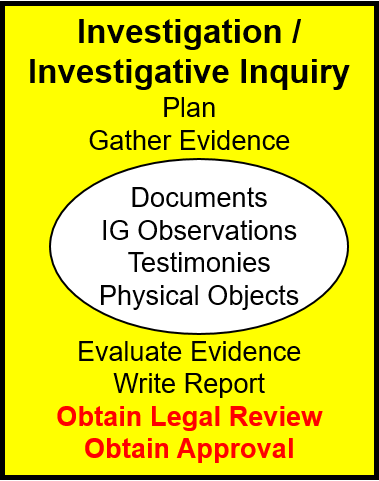 Investigation /
Investigative Inquiry
Plan
Gather Evidence
Documents
IG Observations
Testimonies
Physical Objects
Evaluate Evidence
Write Report
Obtain Legal Review
Obtain Approval